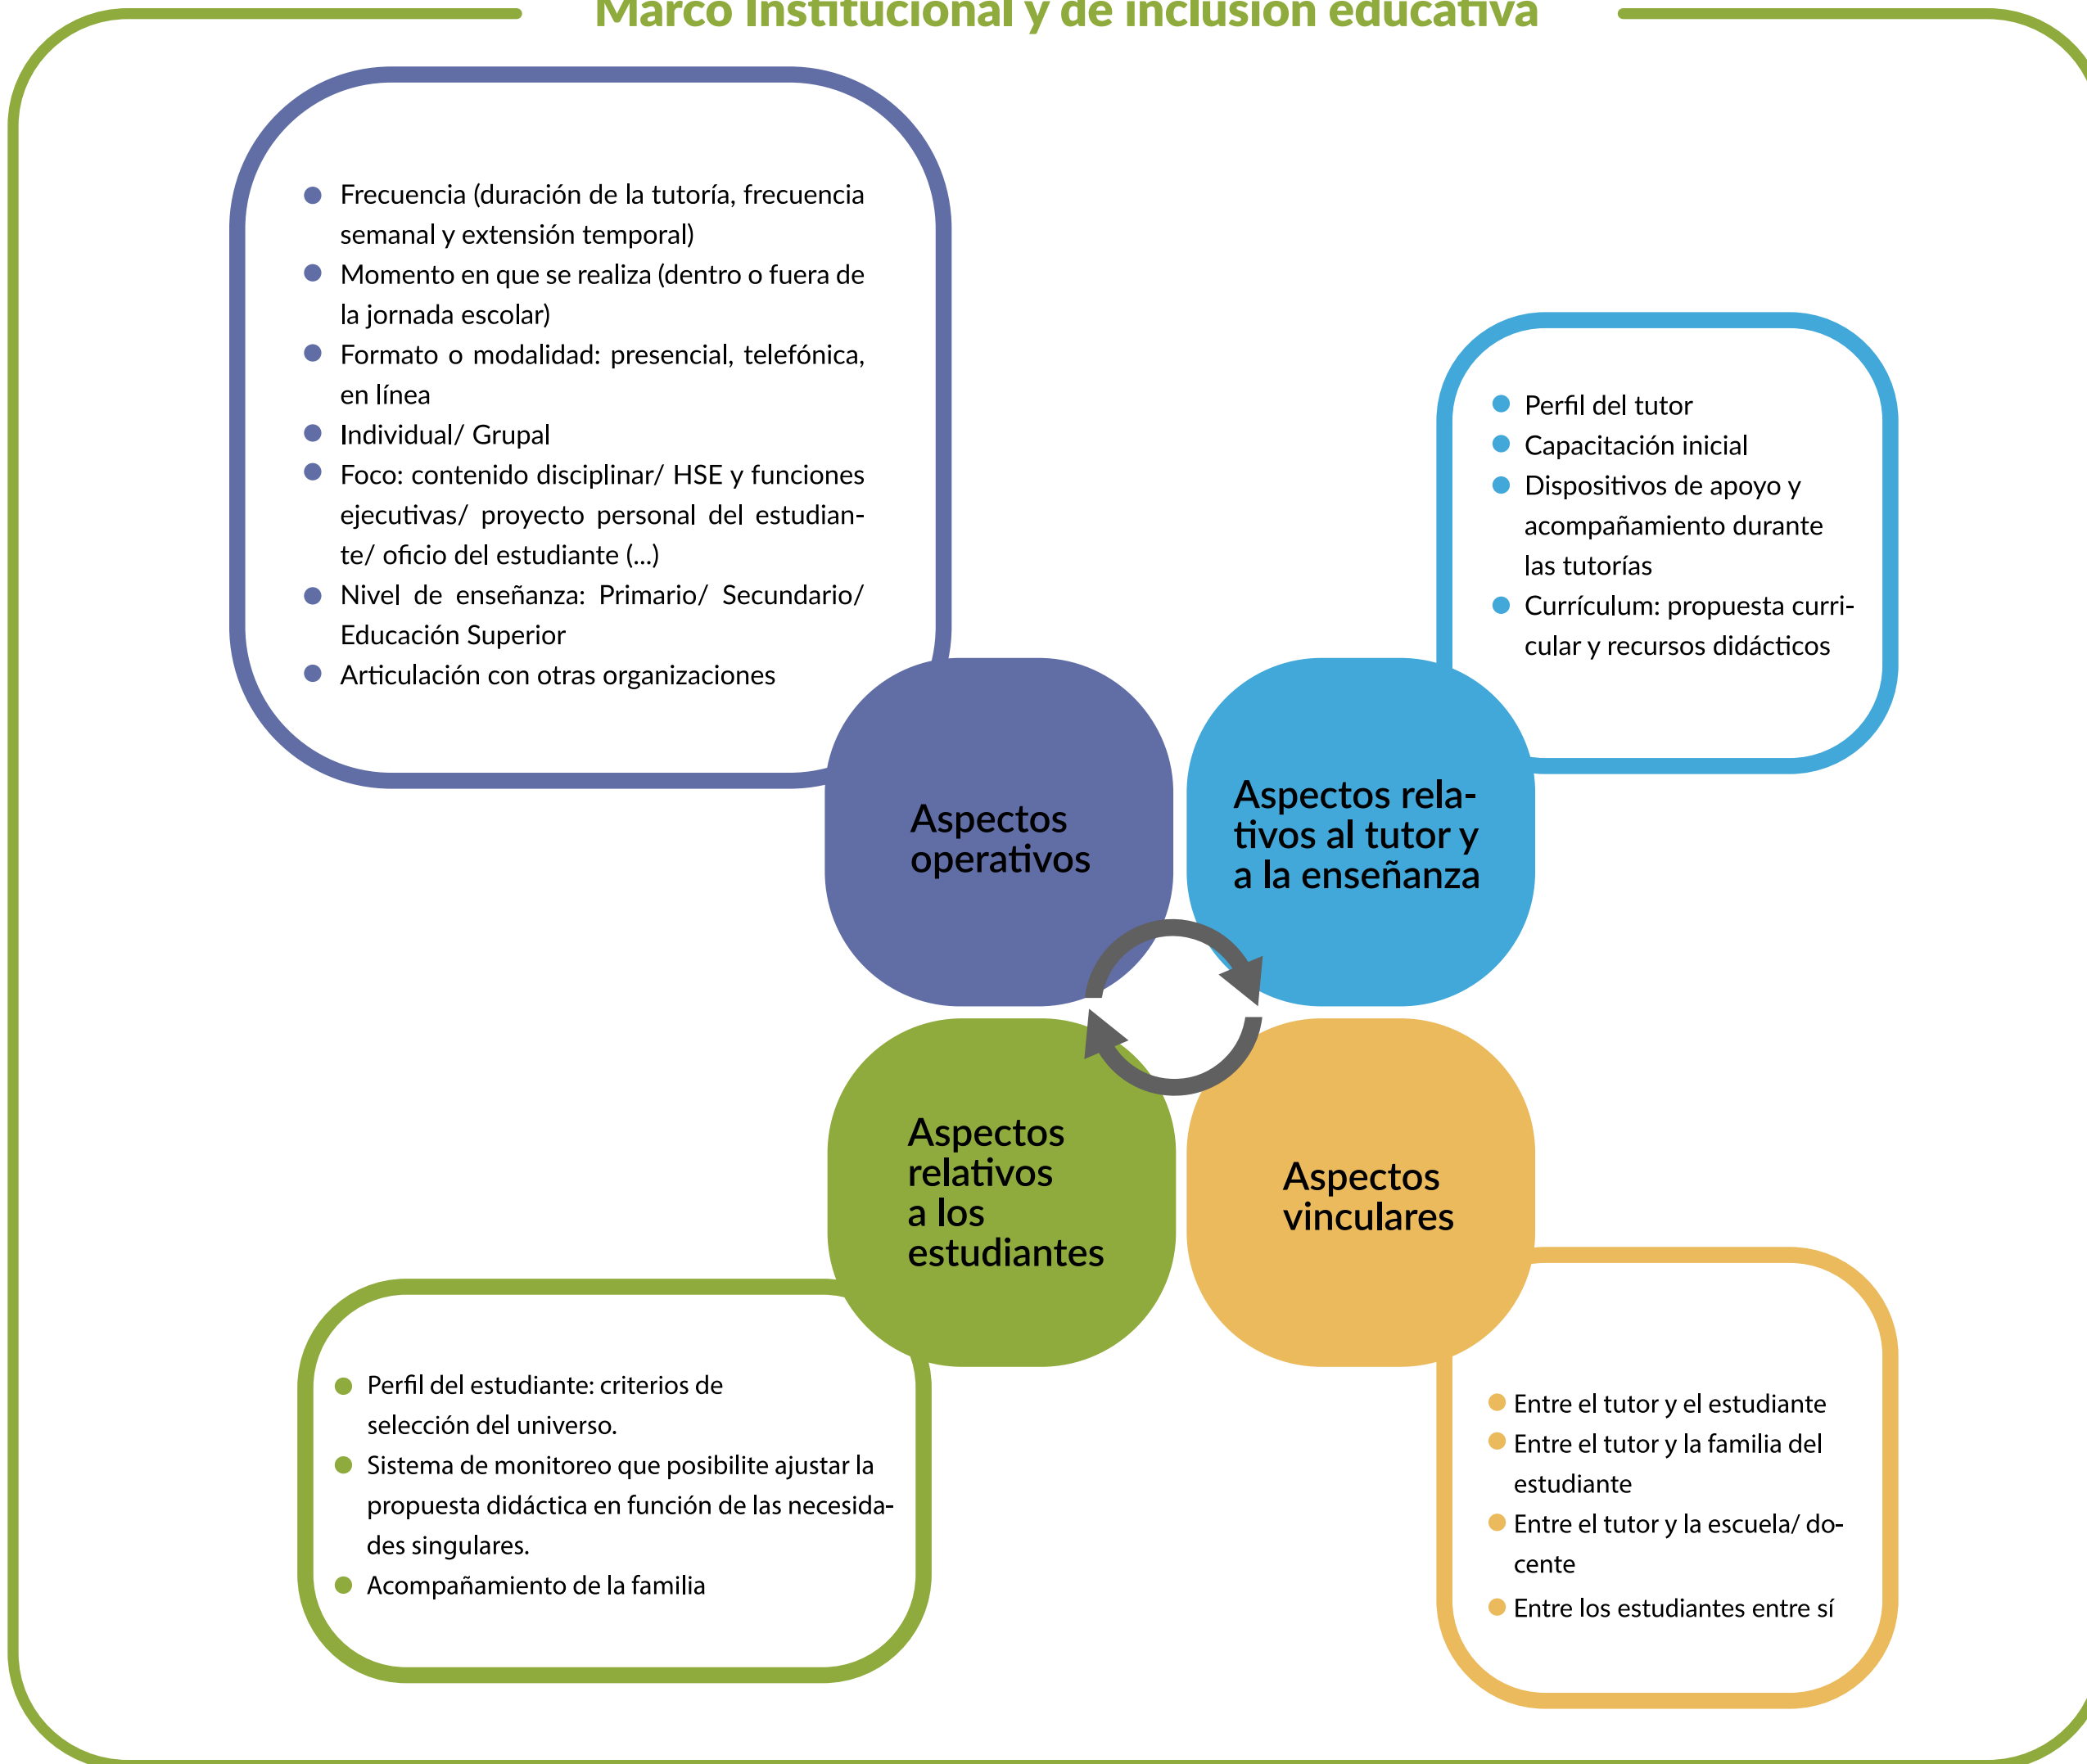 Marco Institucional y de inclusión educativa
Frecuencia (duración de la tutoría, frecuencia
semanal y extensión temporal)
Momento en que se realiza (dentro o fuera de
la jornada escolar)
Formato o modalidad: presencial, telefónica,
en línea
Individual/ Grupal
Foco: contenido disciplinar/ HSE y funciones
ejecutivas/ proyecto personal del estudian-
te/ oficio del estudiante (...)
Nivel de enseñanza: Primario/ Secundario/
Educación Superior
Articulación con otras organizaciones
Perfil del tutor
Capacitación inicial
Dispositivos de apoyo y
acompañamiento durante
las tutorías
Currículum: propuesta curri-
cular y recursos didácticos
Aspectos
operativos
Aspectos rela-
tivos al tutor y
a la enseñanza
Aspectos
relativos
a los
estudiantes
Aspectos
vinculares
Perfil del estudiante: criterios de
selección del universo.
Sistema de monitoreo que posibilite ajustar la
propuesta didáctica en función de las necesida-
des singulares.
Acompañamiento de la familia
Entre el tutor y el estudiante
Entre el tutor y la familia del
estudiante
Entre el tutor y la escuela/ do-
cente
Entre los estudiantes entre sí